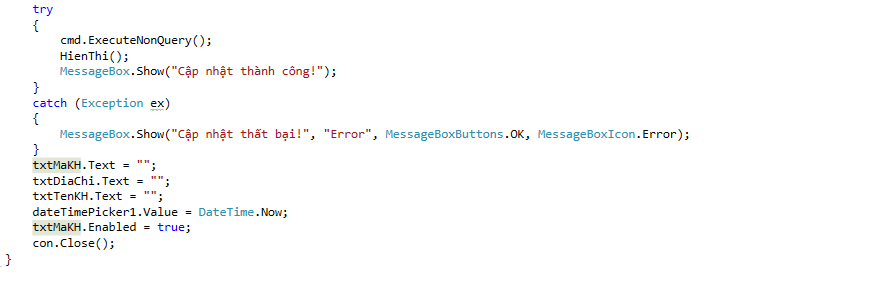 try
{
cmd.ExecuteNonQuery();
HienThi();
MessageBox.Show("Cập nhật thành công!");
}
catch (Exception ex)
{
MessageBox.Show("Cập nhật thất bại!", "Error", MessageBoxButtons.OK, MessageBoxIcon.Error);
}
txtMaKH.Text = "";
txtDiaChi.Text = "";
txtTenKH.Text = "";
dateTimePicker1.Value = DateTime.Now;
txtMaKH.Enabled = true;
con.Close();
}